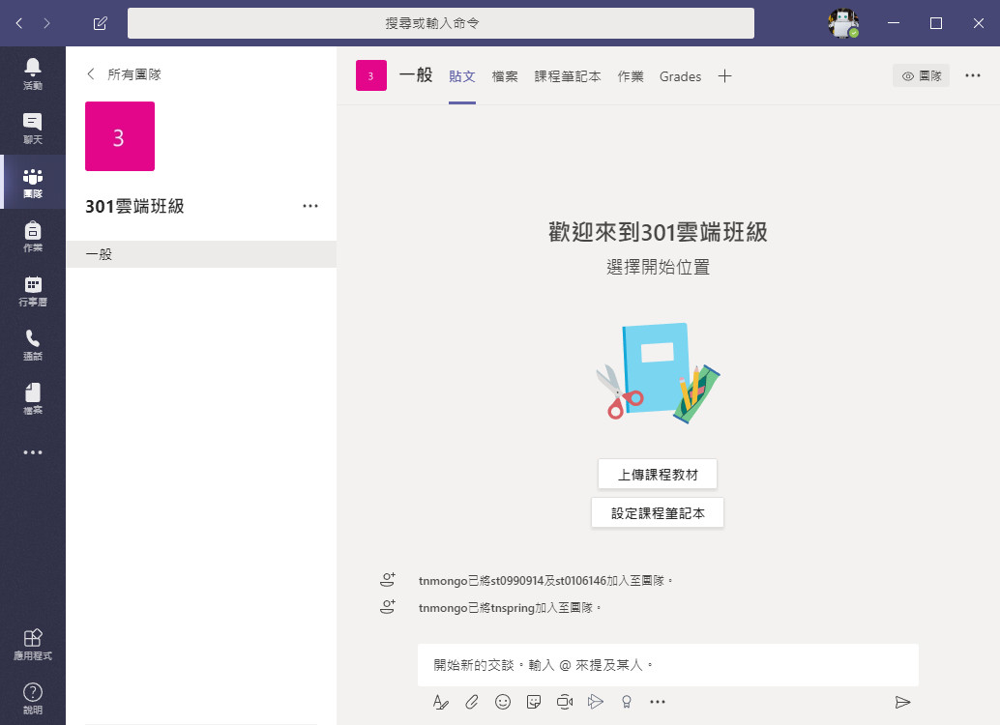 搜尋或輸入命令
活動
聊天
團隊
作業
行事曆
通話
檔案
應用程式
說明
所有團隊
3
301雲端班級
一般
3
一般 貼文 檔案 課程筆記本 作業 Grades
團隊
歡迎來到301雲端班級
選擇開始位置
上傳課程教材
設定課程筆記本
tnmongo已將st0990914及st0106146加入至團隊。
tnmongo已將tnspring加入至團隊。
開始新的交談。輸入 @ 來提及某人。